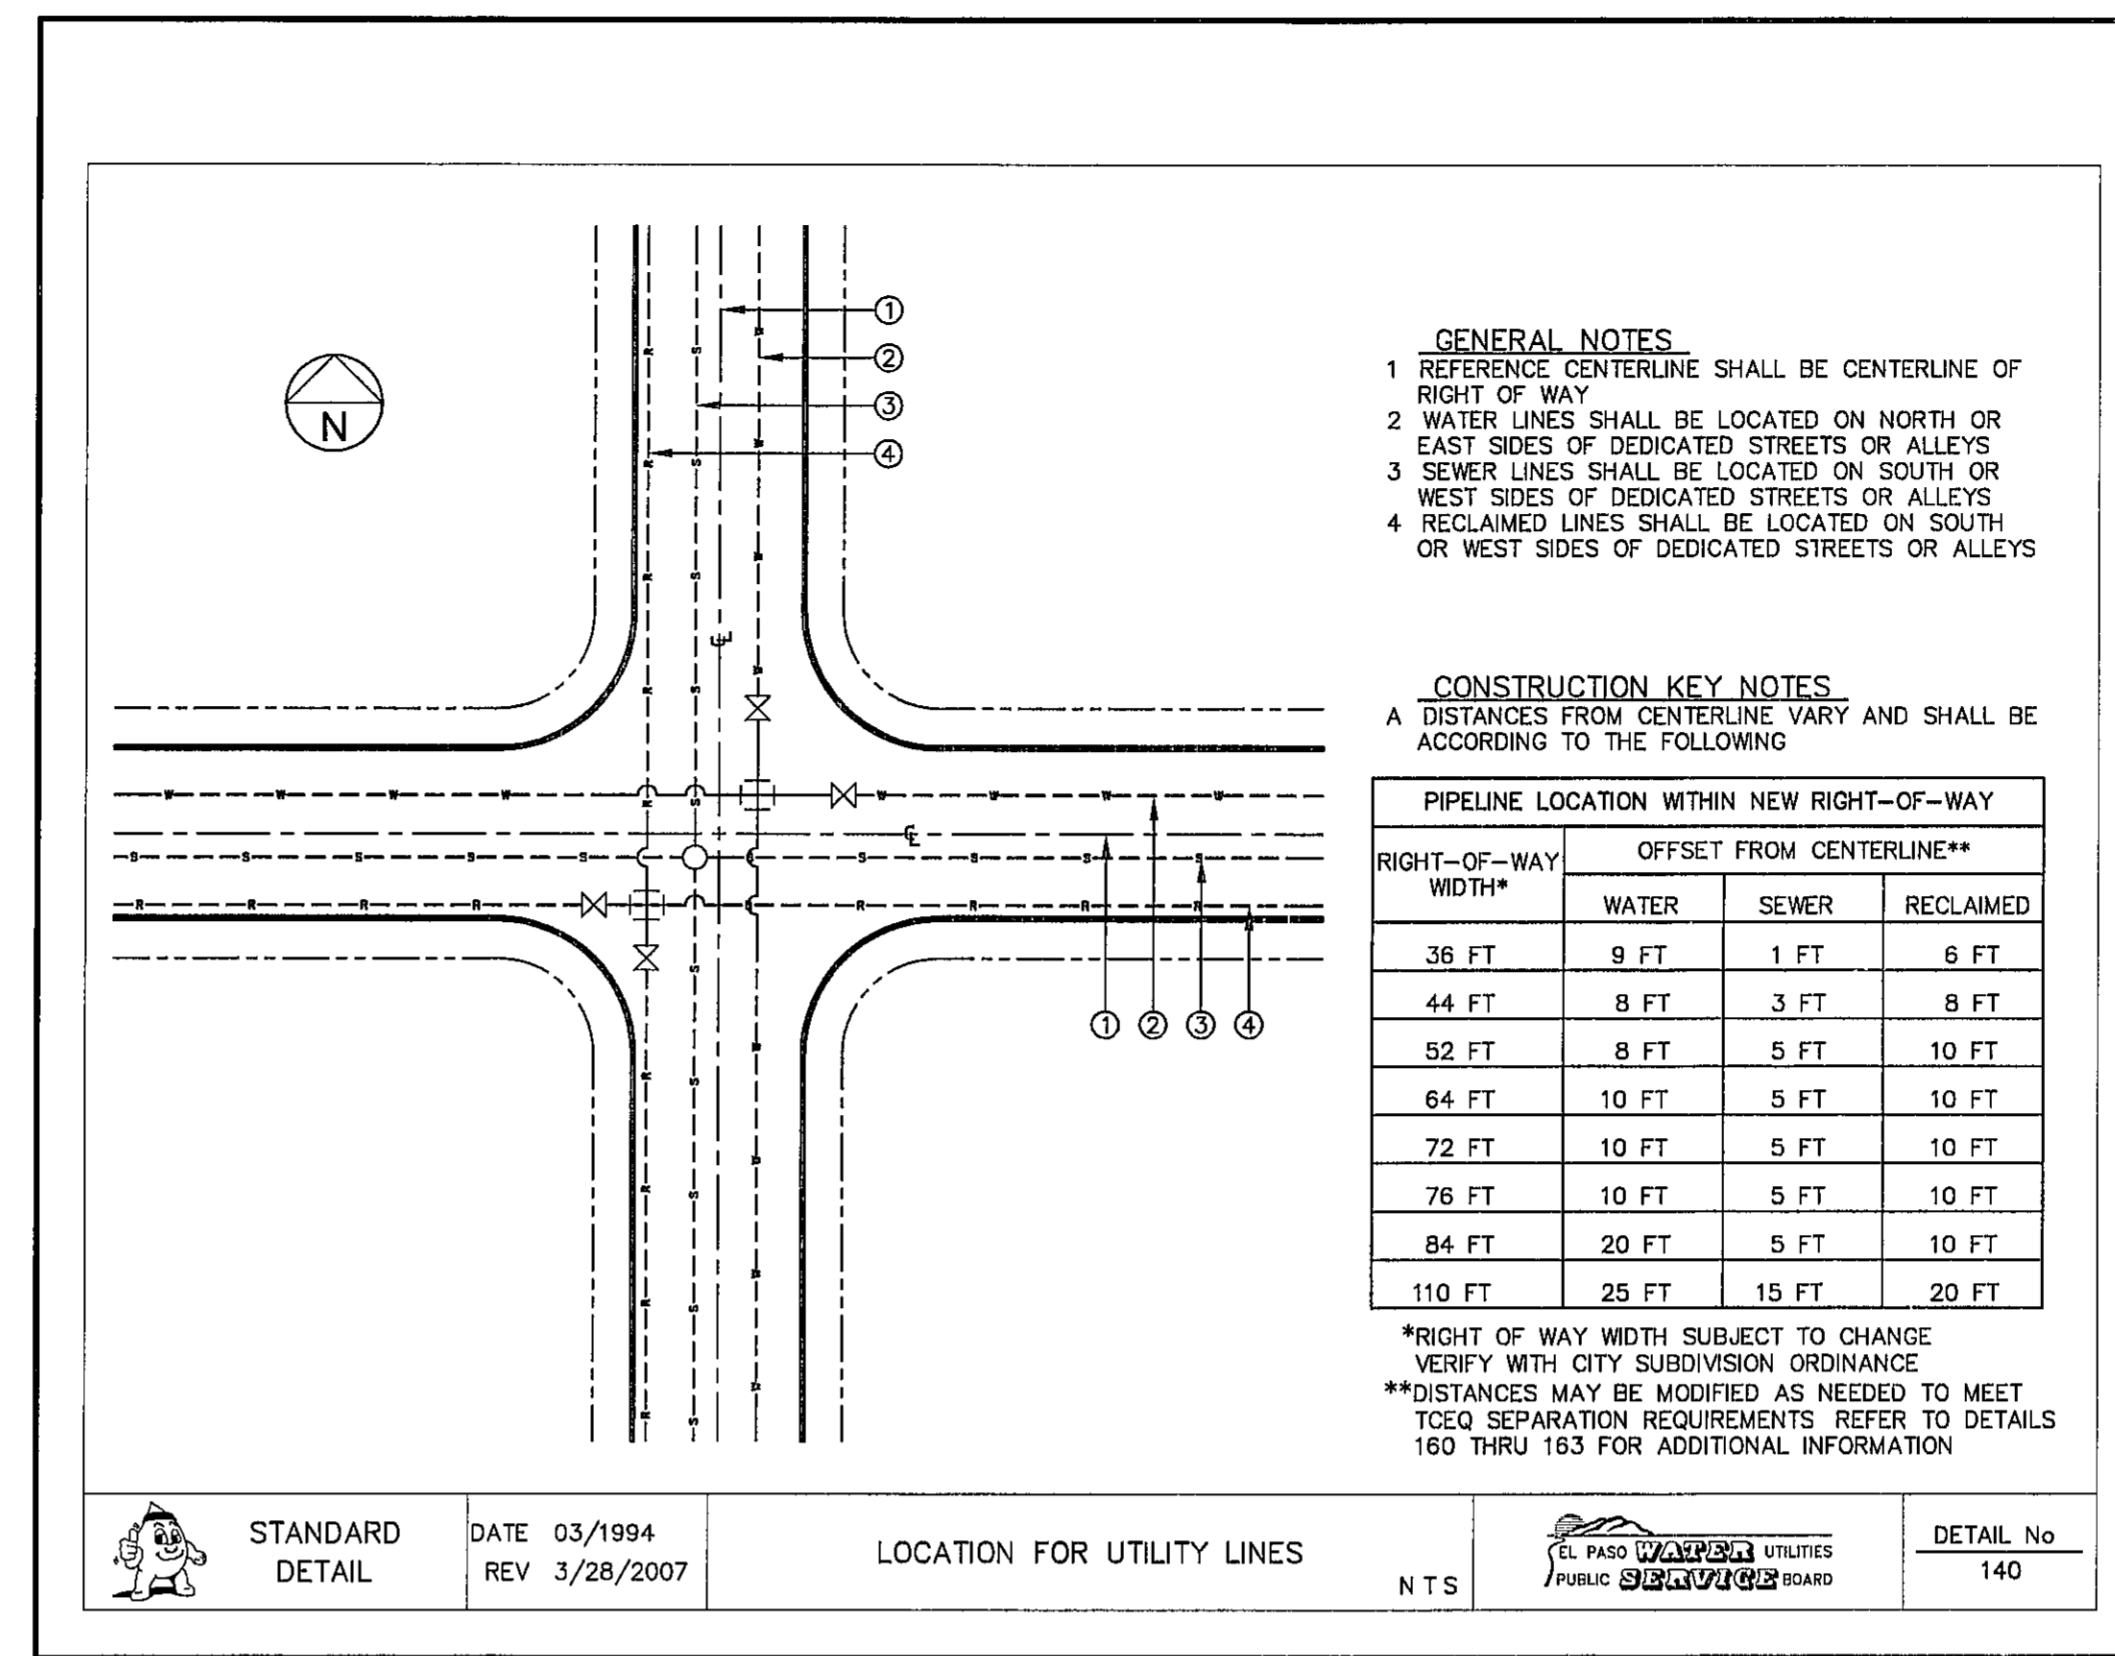 N
1
2
3
4
℄
℄
1 2 3 4
GENERAL NOTES
1 REFERENCE CENTERLINE SHALL BE CENTERLINE OF
RIGHT OF WAY
2 WATER LINES SHALL BE LOCATED ON NORTH OR
EAST SIDES OF DEDICATED STREETS OR ALLEYS
3 SEWER LINES SHALL BE LOCATED ON SOUTH OR
WEST SIDES OF DEDICATED STREETS OR ALLEYS
4 RECLAIMED LINES SHALL BE LOCATED ON SOUTH
OR WEST SIDES OF DEDICATED STREETS OR ALLEYS
CONSTRUCTION KEY NOTES
A DISTANCES FROM CENTERLINE VARY AND SHALL BE
ACCORDING TO THE FOLLOWING
PIPELINE LOCATION WITHIN NEW RIGHT-OF-WAY
RIGHT-OF-WAY
WIDTH*
OFFSET FROM CENTERLINE**
WATER SEWER RECLAIMED
36 FT 9 FT 1 FT 6 FT
44 FT 8 FT 3 FT 8 FT
52 FT 8 FT 5 FT 10 FT
64 FT 10 FT 5 FT 10 FT
72 FT 10 FT 5 FT 10 FT
76 FT 10 FT 5 FT 10 FT
84 FT 20 FT 5 FT 10 FT
110 FT 25 FT 15 FT 20 FT
*RIGHT OF WAY WIDTH SUBJECT TO CHANGE
VERIFY WITH CITY SUBDIVISION ORDINANCE
**DISTANCES MAY BE MODIFIED AS NEEDED TO MEET
TCEQ SEPARATION REQUIREMENTS REFER TO DETAILS
160 THRU 163 FOR ADDITIONAL INFORMATION
STANDARD
DETAIL
DATE 03/1994
REV 3/28/2007
LOCATION FOR UTILITY LINES
NTS
EL PASO WATER UTILITIES
PUBLIC SERVICE BOARD
DETAIL No
140